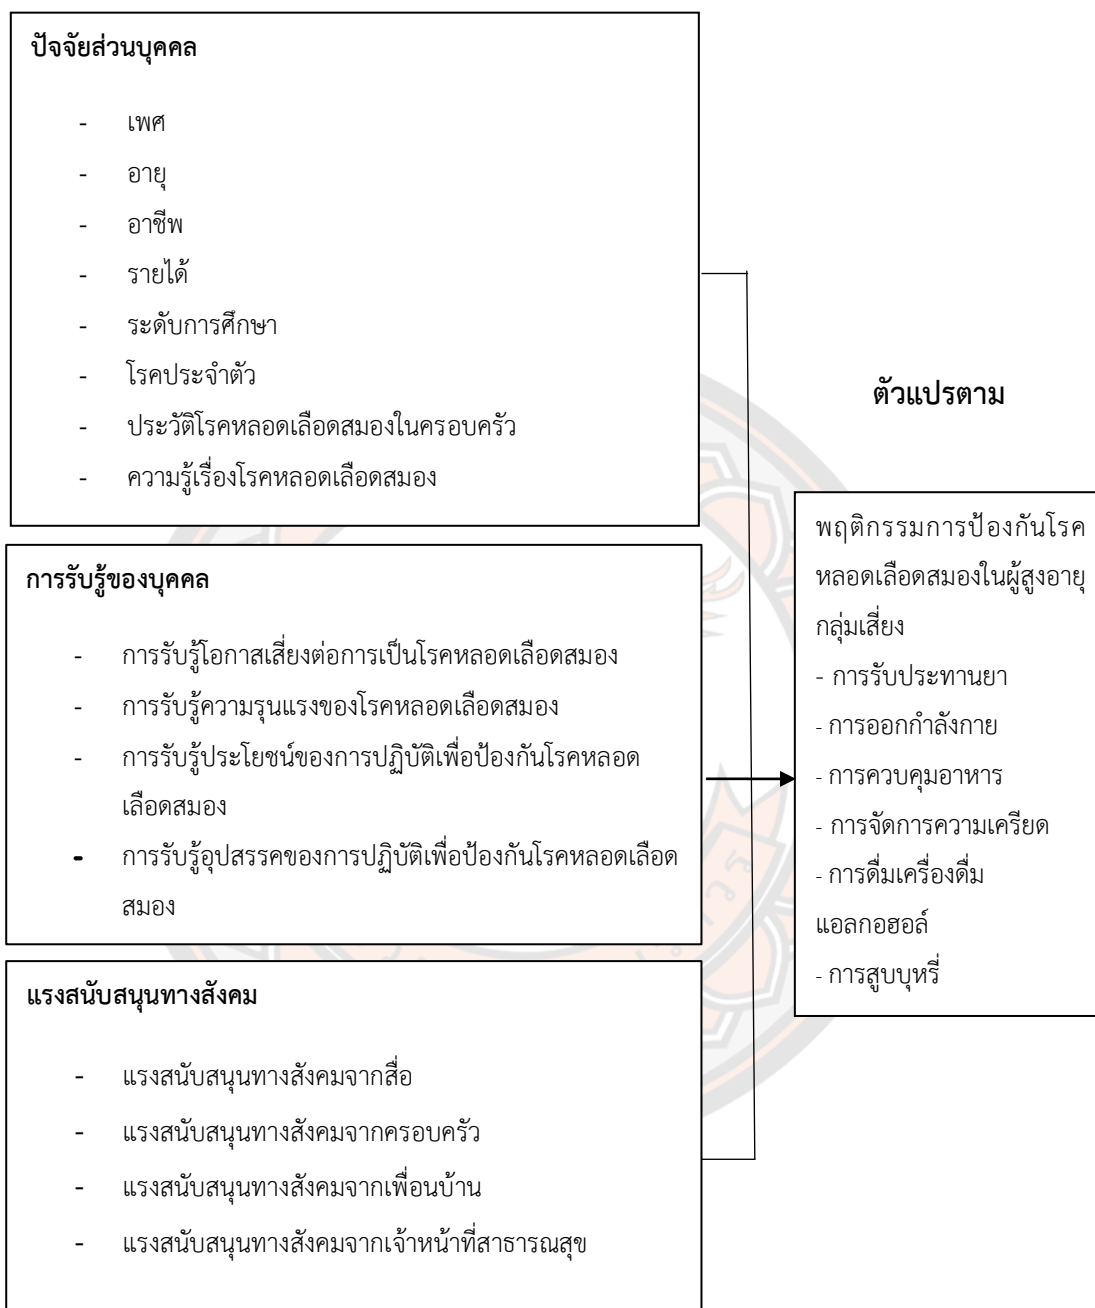 ปัจจัยส่วนบุคคล
- เพศ
- อายุ
- อาชีพ
- รายได้
- ระดับการศึกษา
- โรคประจำตัว
- ประวัติโรคหลอดเลือดสมองในครอบครัว
- ความรู้เรื่องโรคหลอดเลือดสมอง
การรับรู้ของบุคคล
- การรับรู้โอกาสเสี่ยงต่อการเป็นโรคหลอดเลือดสมอง
- การรับรู้ความรุนแรงของโรคหลอดเลือดสมอง
- การรับรู้ประโยชน์ของการปฏิบัติเพื่อป้องกันโรคหลอด
เลือดสมอง
- การรับรู้อุปสรรคของการปฏิบัติเพื่อป้องกันโรคหลอดเลือด
สมอง
แรงสนับสนุนทางสังคม
- แรงสนับสนุนทางสังคมจากสื่อ
- แรงสนับสนุนทางสังคมจากครอบครัว
- แรงสนับสนุนทางสังคมจากเพื่อนบ้าน
- แรงสนับสนุนทางสังคมจากเจ้าหน้าที่สาธารณสุข
ตัวแปรตาม
พฤติกรรมการป้องกันโรค
หลอดเลือดสมองในผู้สูงอายุ
กลุ่มเสี่ยง
- การรับประทานยา
- การออกกำลังกาย
- การควบคุมอาหาร
- การจัดการความเครียด
- การดื่มเครื่องดื่ม
แอลกอฮอล์
- การสูบบุหรี่